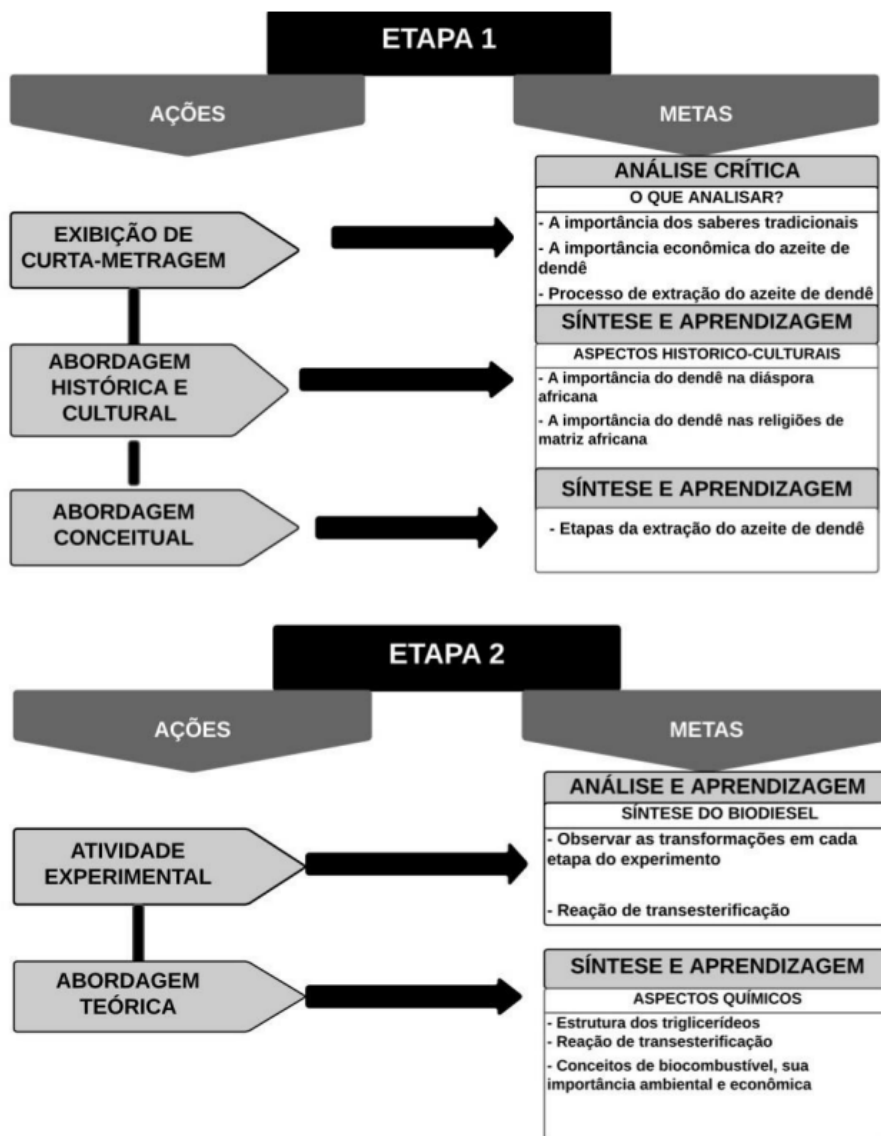 ETAPA 1
AÇÕES
METAS
EXIBIÇÃO DE
CURTA-METRAGEM
ANÁLISE CRÍTICA
O QUE ANALISAR?
- A importância dos saberes tradicionais
- A importância econômica do azeite de
dendê
- Processo de extração do azeite de dendê
ABORDAGEM
HISTÓRICA E
CULTURAL
SÍNTESE E APRENDIZAGEM
ASPECTOS HISTORICO-CULTURAIS
- A importância do dendê na diáspora
africana
- A importância do dendê nas religiões de
matriz africana
ABORDAGEM
CONCEITUAL
SÍNTESE E APRENDIZAGEM
- Etapas da extração do azeite de dendê
ETAPA 2
AÇÕES
METAS
ATIVIDADE
EXPERIMENTAL
ANÁLISE E APRENDIZAGEM
SÍNTESE DO BIODIESEL
- Observar as transformações em cada
etapa do experimento
- Reação de transesterificação
ABORDAGEM
TEÓRICA
SÍNTESE E APRENDIZAGEM
ASPECTOS QUÍMICOS
- Estrutura dos triglicerídeos
- Reação de transesterificação
- Conceitos de biocombustível, sua
importância ambiental e econômica